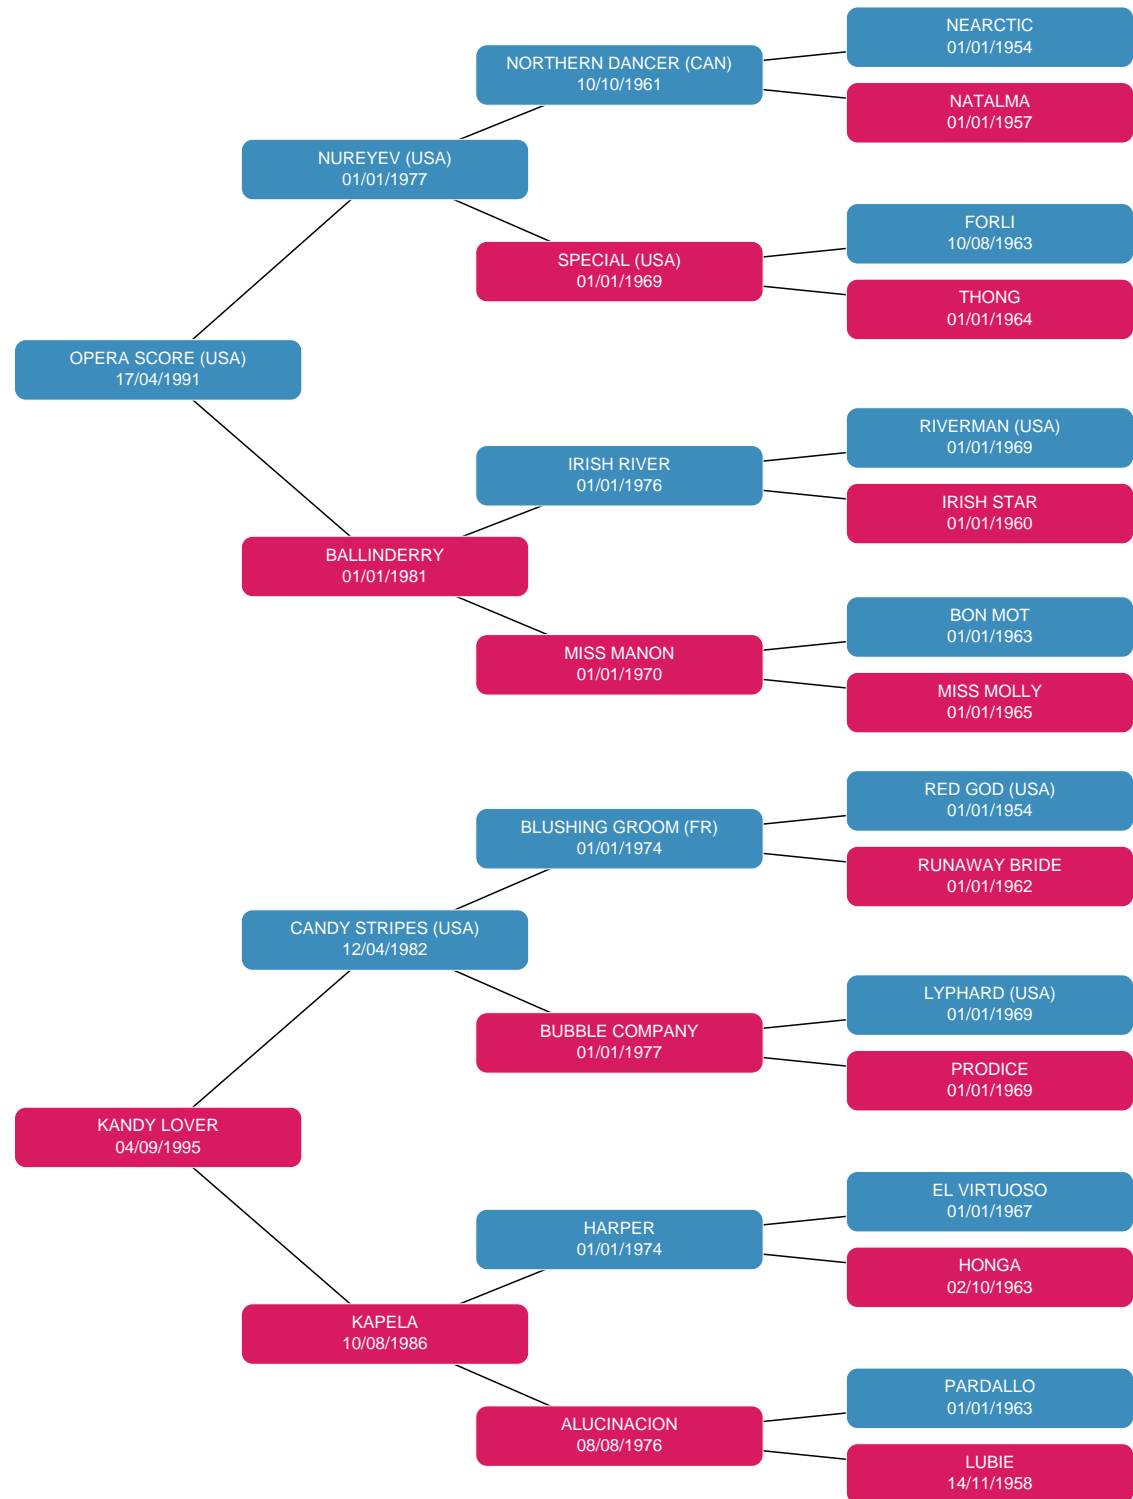 NEARCTIC
01/01/1954
NORTHERN DANCER (CAN)
10/10/1961
NATALMA
01/01/1957
NUREYEV (USA)
01/01/1977
FORLI
10/08/1963
SPECIAL (USA)
01/01/1969
THONG
01/01/1964
OPERA SCORE (USA)
17/04/1991
RIVERMAN (USA)
01/01/1969
IRISH RIVER
01/01/1976
IRISH STAR
01/01/1960
BALLINDERRY
01/01/1981
BON MOT
01/01/1963
MISS MANON
01/01/1970
MISS MOLLY
01/01/1965
RED GOD (USA)
01/01/1954
BLUSHING GROOM (FR)
01/01/1974
RUNAWAY BRIDE
01/01/1962
CANDY STRIPES (USA)
12/04/1982
LYPHARD (USA)
01/01/1969
BUBBLE COMPANY
01/01/1977
PRODICE
01/01/1969
KANDY LOVER
04/09/1995
EL VIRTUOSO
01/01/1967
HARPER
01/01/1974
HONGA
02/10/1963
KAPELA
10/08/1986
PARDALLO
01/01/1963
ALUCINACION
08/08/1976
LUBIE
14/11/1958